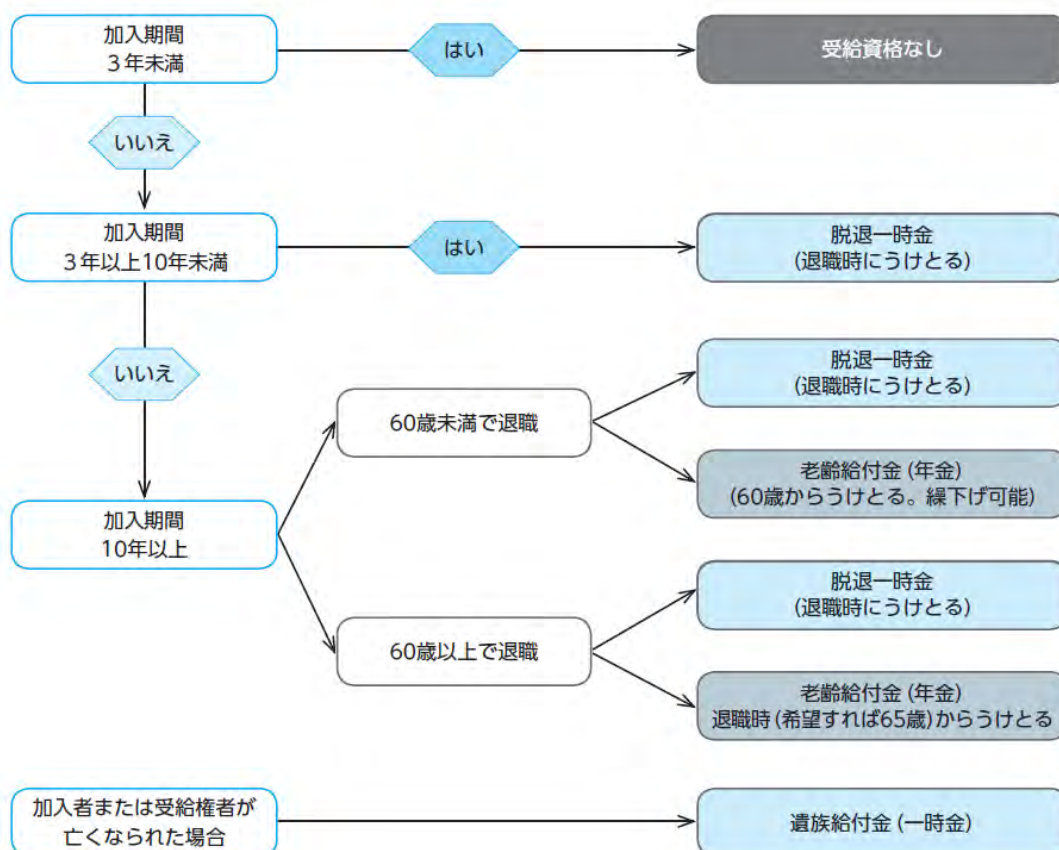 加入期間
3年未満
はい
受給資格なし
いいえ
加入期間
3年以上10年未満
はい
脱退一時金
(退職時にうけとる)
いいえ
加入期間
10年以上
60歳未満で退職
脱退一時金
(退職時にうけとる)
老齢給付金(年金)
(60歳からうけとる。繰下げ可能)
60歳以上で退職
脱退一時金
(退職時にうけとる)
老齢給付金(年金)
退職時(希望すれば65歳)からうけとる
加入者または受給権者が
亡くなられた場合
遺族給付金(一時金)